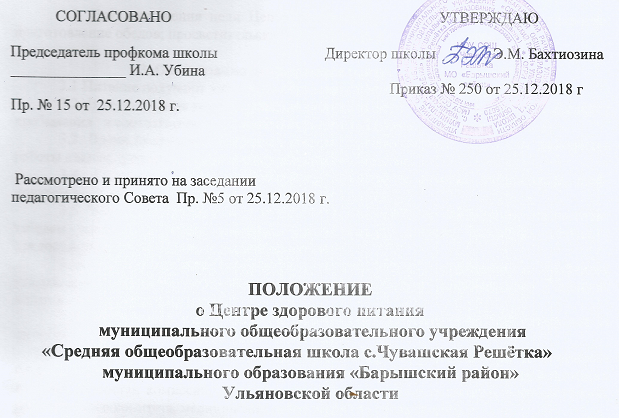 СОГЛАСОВАНО УТВЕРЖДАЮ
Председатель профкома школы Директор школы Э.М. Бахтиозина
_______________ И.А. Убина
Приказ № 250 от 25.12.2018 г
Пр. № 15 от 25.12.2018 г.
Рассмотрено и принято на заседании
педагогического Совета Пр. №5 от 25.12.2018 г.
ПОЛОЖЕНИЕ
о Центре здорового питания
муниципального общеобразовательного учреждения
«Средняя общеобразовательная школа с.Чувашская Решётка»
муниципального образования «Барышский район»
Ульяновской области